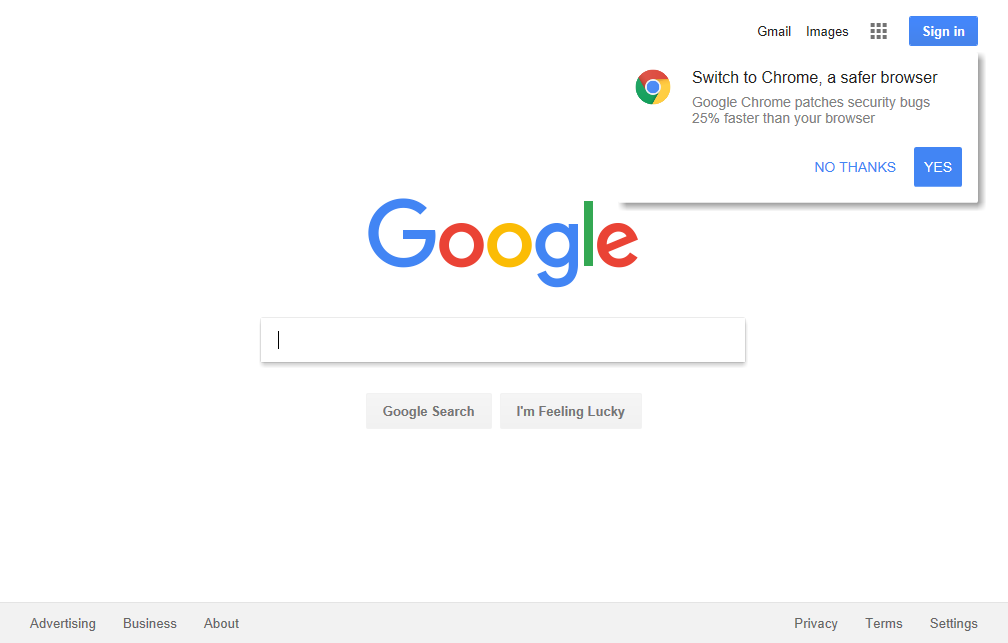 Gmail Images Sign in
Switch to Chrome, a safer browser
Google Chrome patches security bugs
25% faster than your browser
NO THANKS YES
Google
Google Search I'm Feeling Lucky
Advertising Business About Privacy Terms Settings